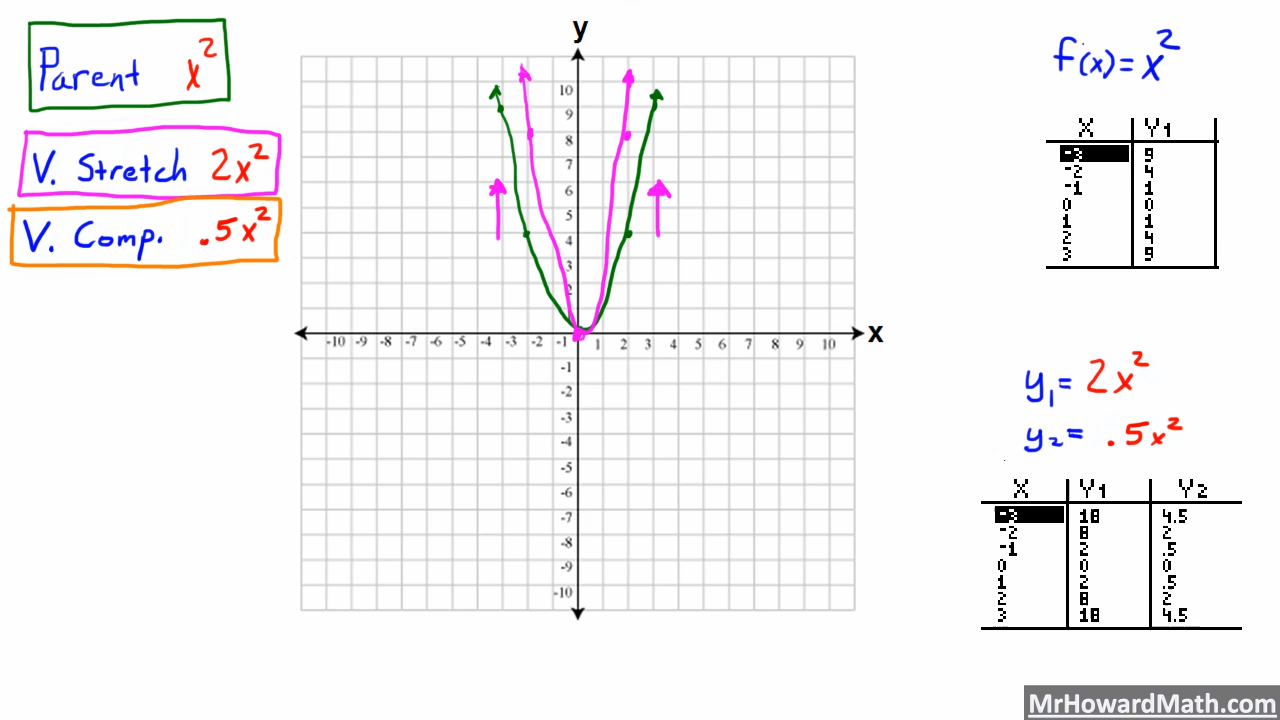 Parent x²
V. Stretch 2x²
V. Comp. .5x²
y
10
9
8
7
6
5
4
3
2
x
-10 -9 -8 -7 -6 -5 -4 -3 -2 -1 1 2 3 4 5 6 7 8 9 10
-1
-2
-3
-4
-5
-6
-7
-8
-9
-10
f(x)=x²
X Y1
-3 9
-2 4
-1 1
0 0
1 1
2 4
3 9
y₁= 2x²
y₂= .5x²
X Y1 Y2
-3 18 4.5
-2 8 2
-1 2 .5
0 0 0
1 2 .5
2 8 2
3 18 4.5
MrHowardMath.com